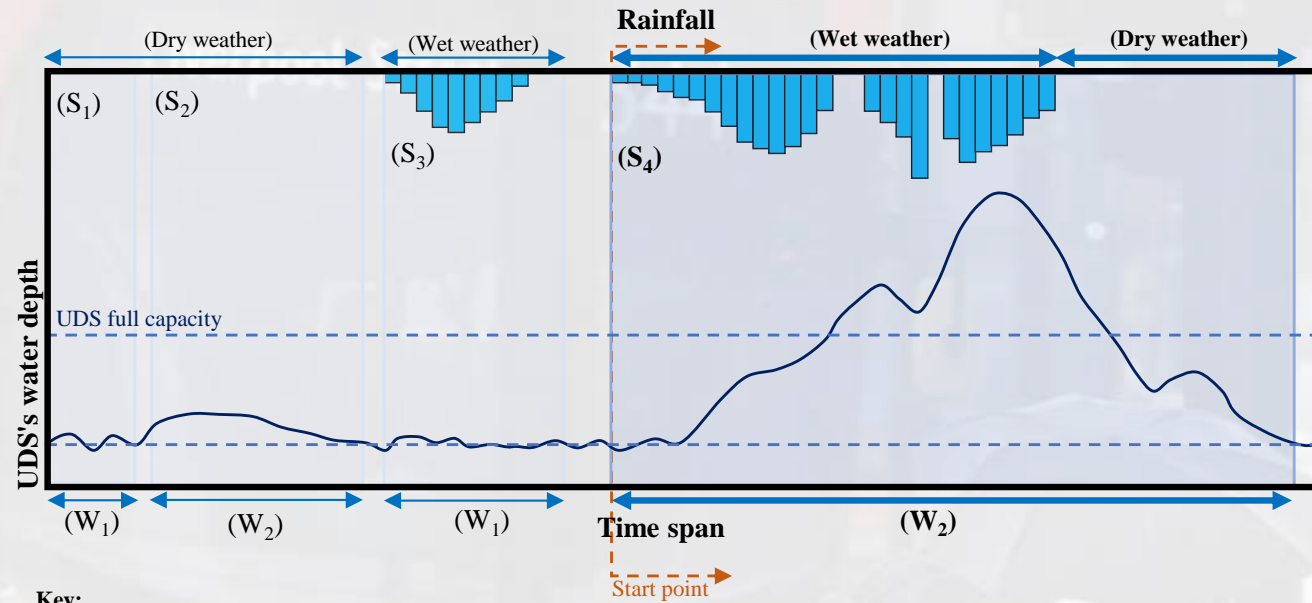 Rainfall
(Dry weather)
(Wet weather)
(Wet weather)
(Dry weather)
(S1)
(S2)
(S3)
(S4)
UDS's water depth
UDS full capacity
(W1)
(W2)
(W1)
Time span
(W2)
Start point
Key: